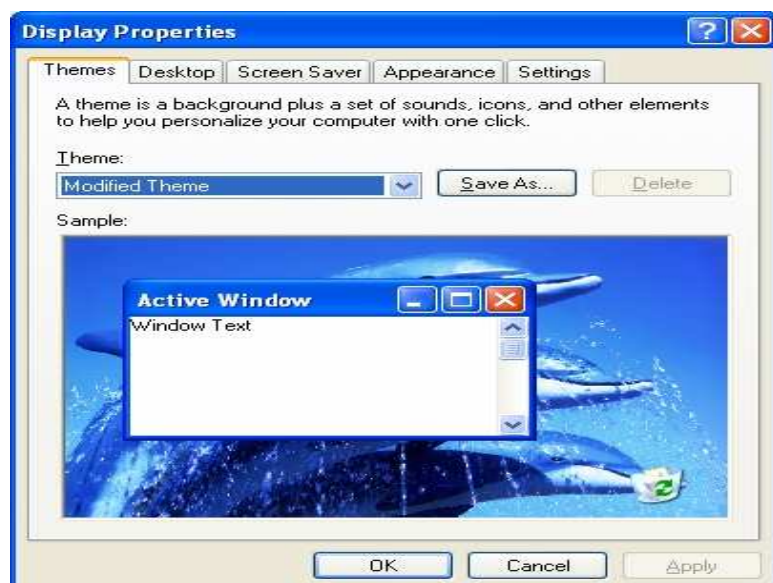 Display Properties
Themes Desktop Screen Saver Appearance Settings
A theme is a background plus a set of sounds, icons, and other elements
to help you personalize your computer with one click.
Theme:
Modified Theme Save As... Delete
Sample:
Active Window
Window Text
OK Cancel Apply